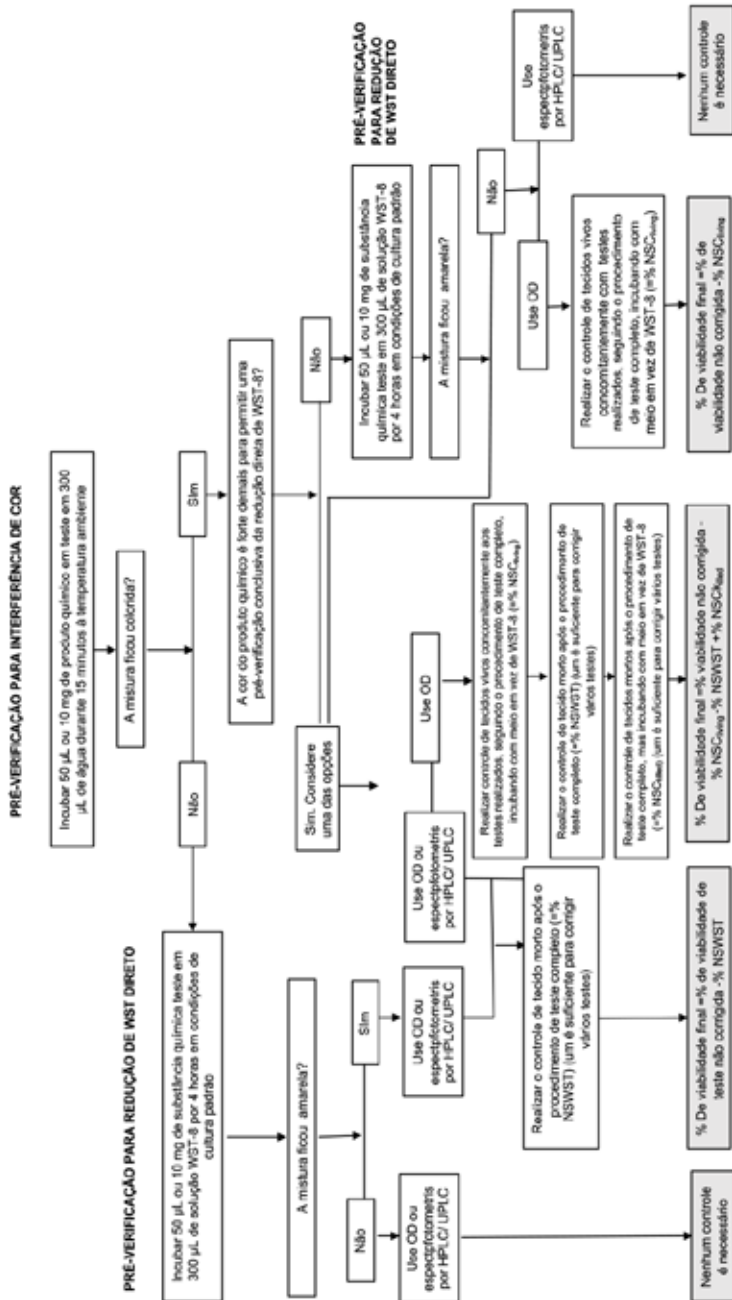 PRÉ-VERIFICAÇÃO PARA INTERFERÊNCIA DE COR
Incubar 50 µL ou 10 mg de produto químico em teste em 300
µL de água durante 15 minutos à temperatura ambiente
A mistura ficou colorida?
Não
Sim
PRÉ-VERIFICAÇÃO PARA REDUÇÃO DE WST DIRETO
Incubar 50 µL ou 10 mg de substância química teste em
300 µL de solução WST-8 por 4 horas em condições de
cultura padrão
A mistura ficou amarela?
Não
Sim
Use OD ou
espectpfotometris
por HPLC/ UPLC
Nenhum controle
é necessário
Use OD ou
espectpfotometris
por HPLC/ UPLC
A cor do produto químico é forte demais para permitir uma
pré-verificação conclusiva da redução direta de WST-8?
Sim. Considere
uma das opções
Não
Use OD ou
espectpfotometris
por HPLC/ UPLC
Realizar o controle de tecido morto após o
procedimento de teste completo (=%
NSWST) (um é suficiente para corrigir
vários testes)
% De viabilidade final =% de viabilidade de
teste não corrigida -% NSWST
Use OD
Realizar controle de tecidos vivos concomitantemente aos
testes realizados, seguindo o procedimento de teste completo,
incubando com meio em vez de WST-8 (=% NSCliving)
Realizar o controle de tecido morto após o procedimento de
teste completo (=% NSWST) (um é suficiente para corrigir
vários testes)
Realizar o controle de tecidos mortos após o procedimento de
teste completo, mas incubando com meio em vez de WST-8
(=% NSCkilled) (um é suficiente para corrigir vários testes)
% De viabilidade final =% viabilidade não corrigida -
% NSCliving -% NSWST +% NSCKilled
PRÉ-VERIFICAÇÃO
PARA REDUÇÃO
DE WST DIRETO
Incubar 50 µL ou 10 mg de substância
química teste em 300 µL de solução WST-8
por 4 horas em condições de cultura padrão
A mistura ficou amarela?
Não
Use OD
Use
espectpfotometris
por HPLC/ UPLC
Realizar o controle de tecidos vivos
concomitantemente com testes
realizados, seguindo o procedimento
de teste completo, incubando com
meio em vez de WST-8 (=% NSCliving)
% De viabilidade final =% de
viabilidade não corrigida -% NSCliving
Nenhum controle
é necessário